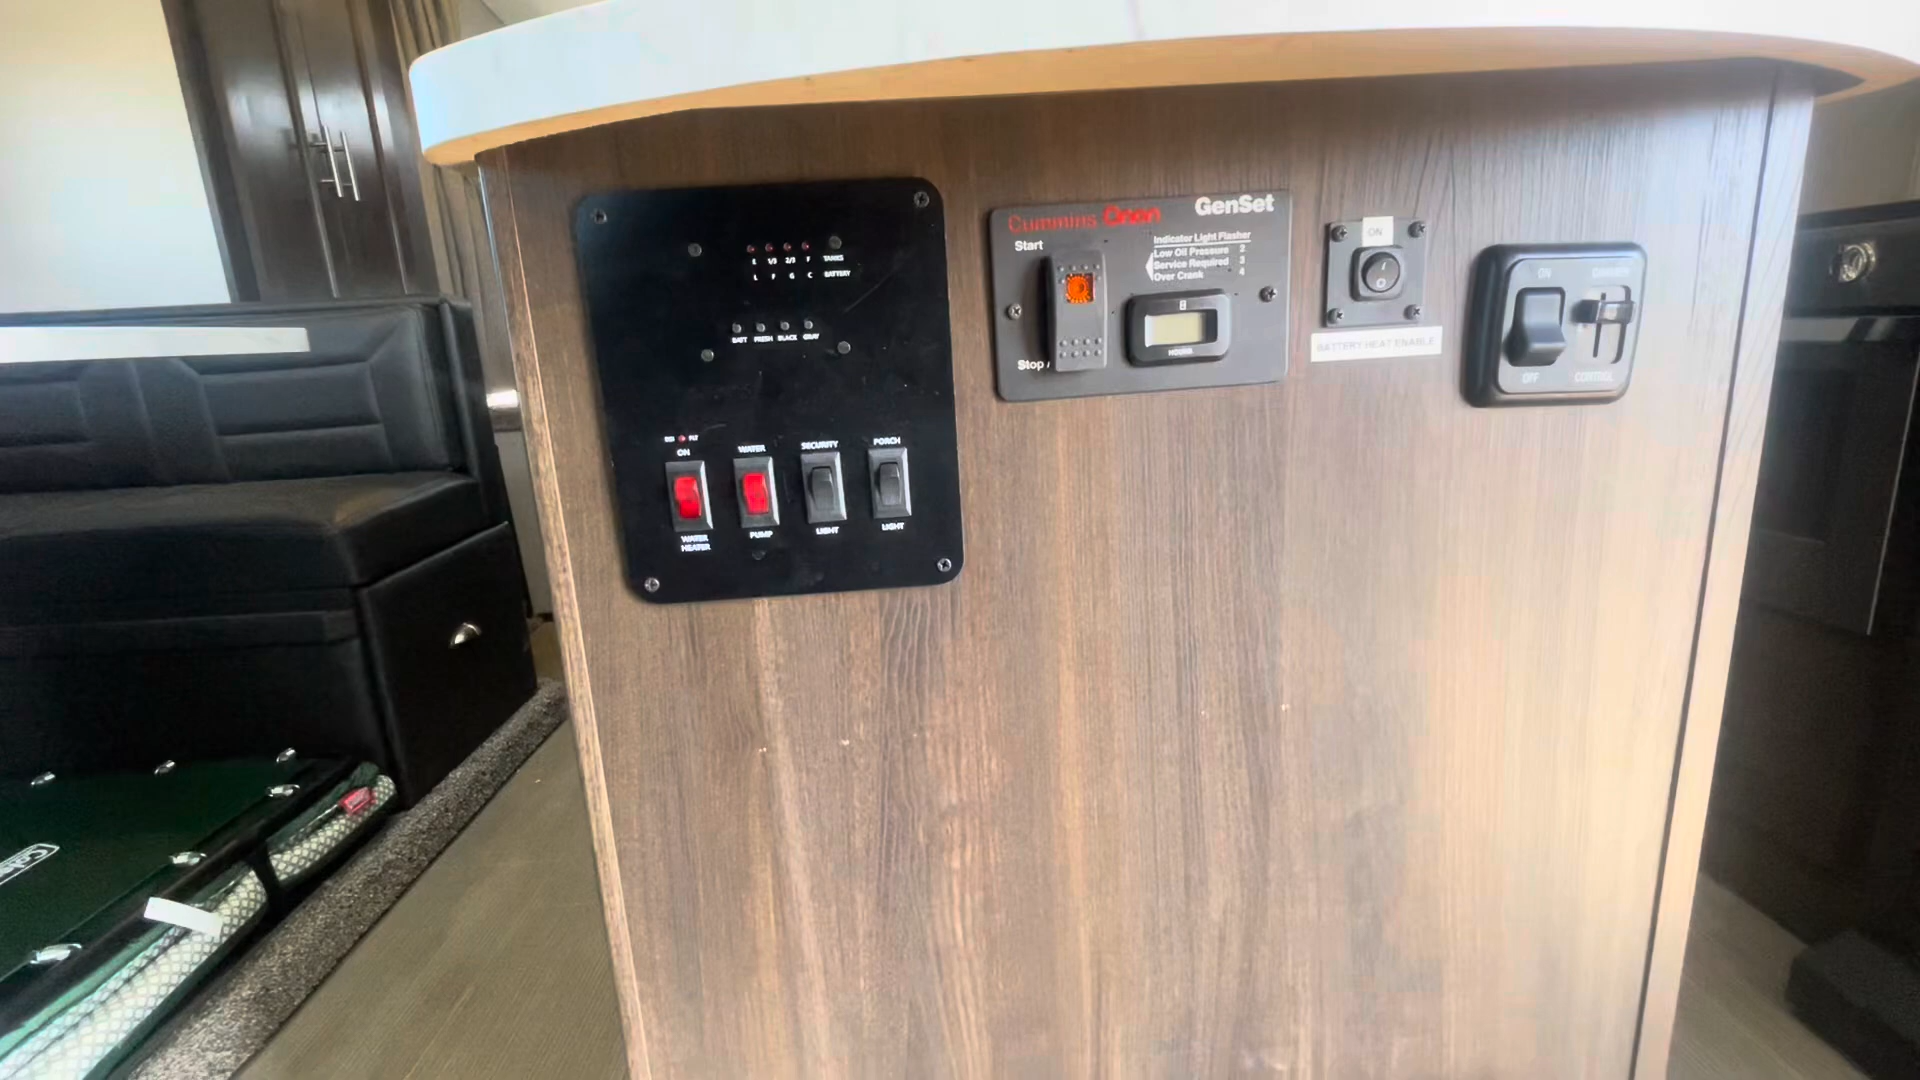 E 1/3 2/3 F TANKS
L F G C BATTERY
BATT FRESH BLACK GRAY
ON
WATER HEATER
WATER
PUMP
SECURITY
LIGHT
PORCH
LIGHT
Cummins Onan GenSet
Start
Indicator Light Flasher
Low Oil Pressure 2
Service Required 3
Over Crank 4
Stop /
HOURS
ON
BATTERY HEAT ENABLE
ON DIMMER
OFF CONTROL